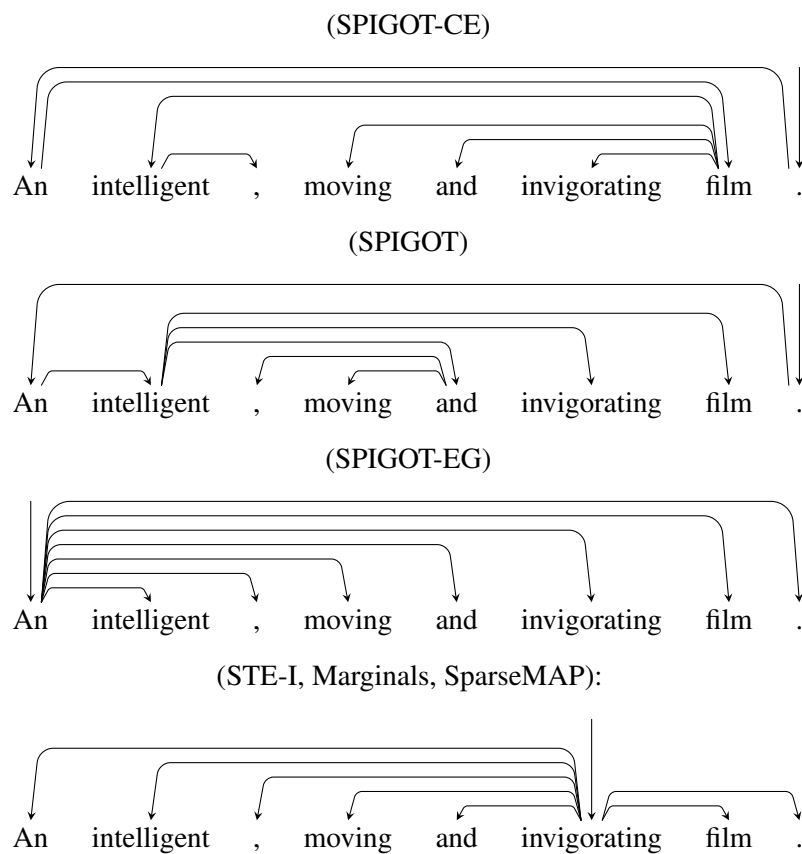 (SPIGOT-CE)
An intelligent , moving and invigorating film .
(SPIGOT)
An intelligent , moving and invigorating film .
(SPIGOT-EG)
An intelligent , moving and invigorating film .
(STE-I, Marginals, SparseMAP):
An intelligent , moving and invigorating film .